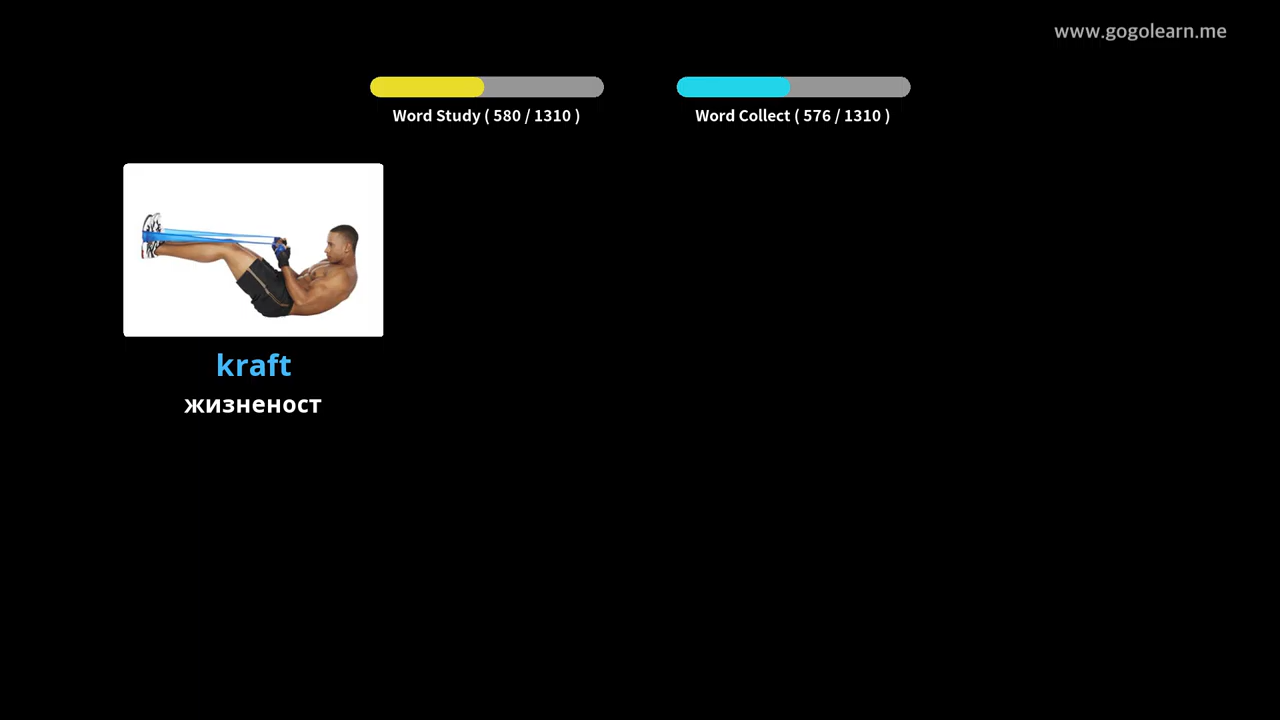 www.gogolearn.me
Word Study ( 580 / 1310 )
Word Collect ( 576 / 1310 )
kraft
жизненост